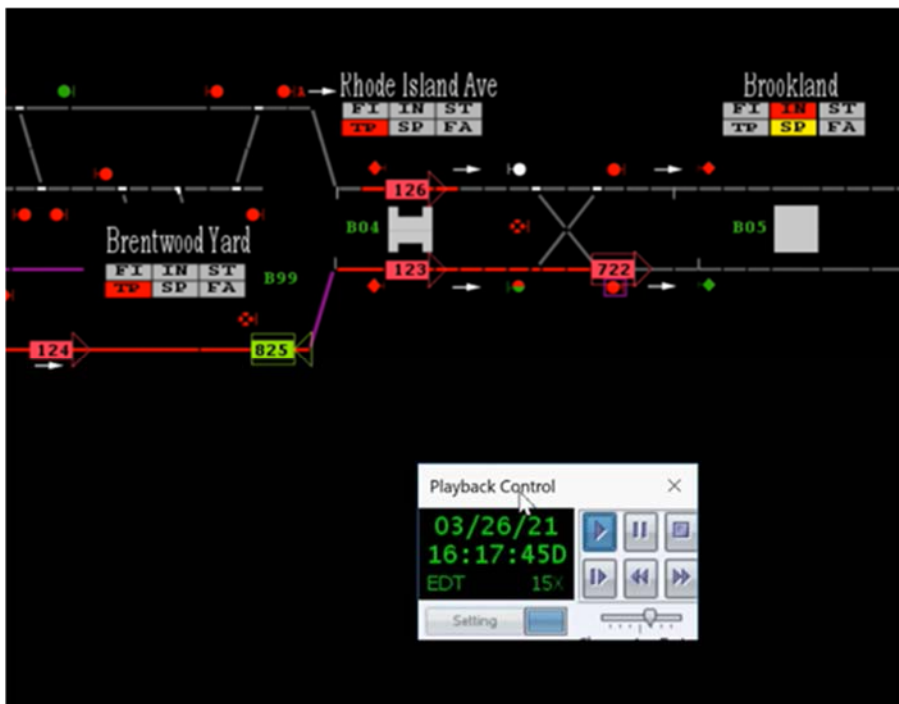 Rhode Island Ave
FI IN ST
TP SP FA
Brookland
FI IN ST
TP SP FA
126
B04
B05
Brentwood Yard
FI IN ST
TP SP FA
B99
123
722
124
825
Playback Control
03/26/21
16:17:45D
EDT 15X
Setting